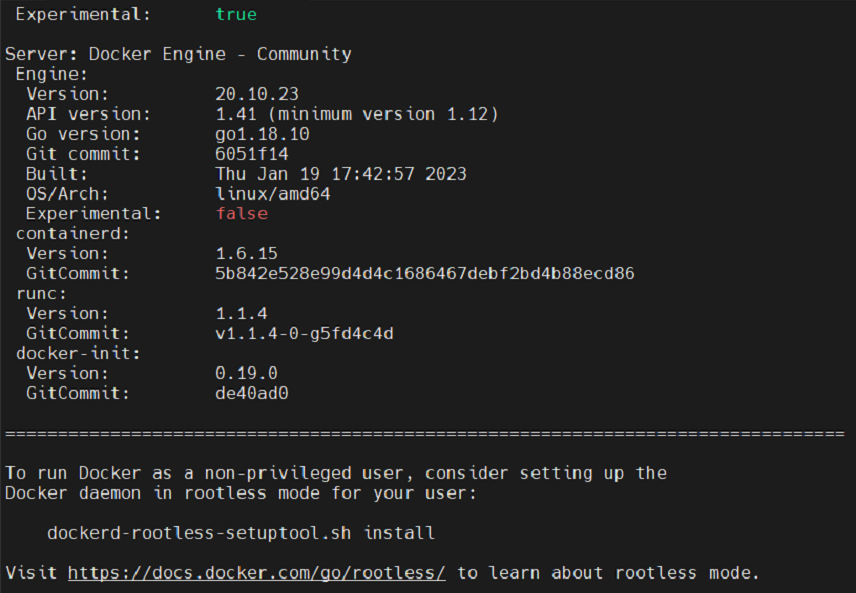 Experimental: true
Server: Docker Engine - Community
Engine:
Version: 20.10.23
API version: 1.41 (minimum version 1.12)
Go version: go1.18.10
Git commit: 6051f14
Built: Thu Jan 19 17:42:57 2023
OS/Arch: linux/amd64
Experimental: false
containerd:
Version: 1.6.15
GitCommit: 5b842e528e99d4d4c1686467debf2bd4b88ecd86
runc:
Version: 1.1.4
GitCommit: v1.1.4-0-g5fd4c4d
docker-init:
Version: 0.19.0
GitCommit: de40ad0
================================================================================
To run Docker as a non-privileged user, consider setting up the
Docker daemon in rootless mode for your user:
dockerd-rootless-setuptool.sh install
Visit https://docs.docker.com/go/rootless/ to learn about rootless mode.